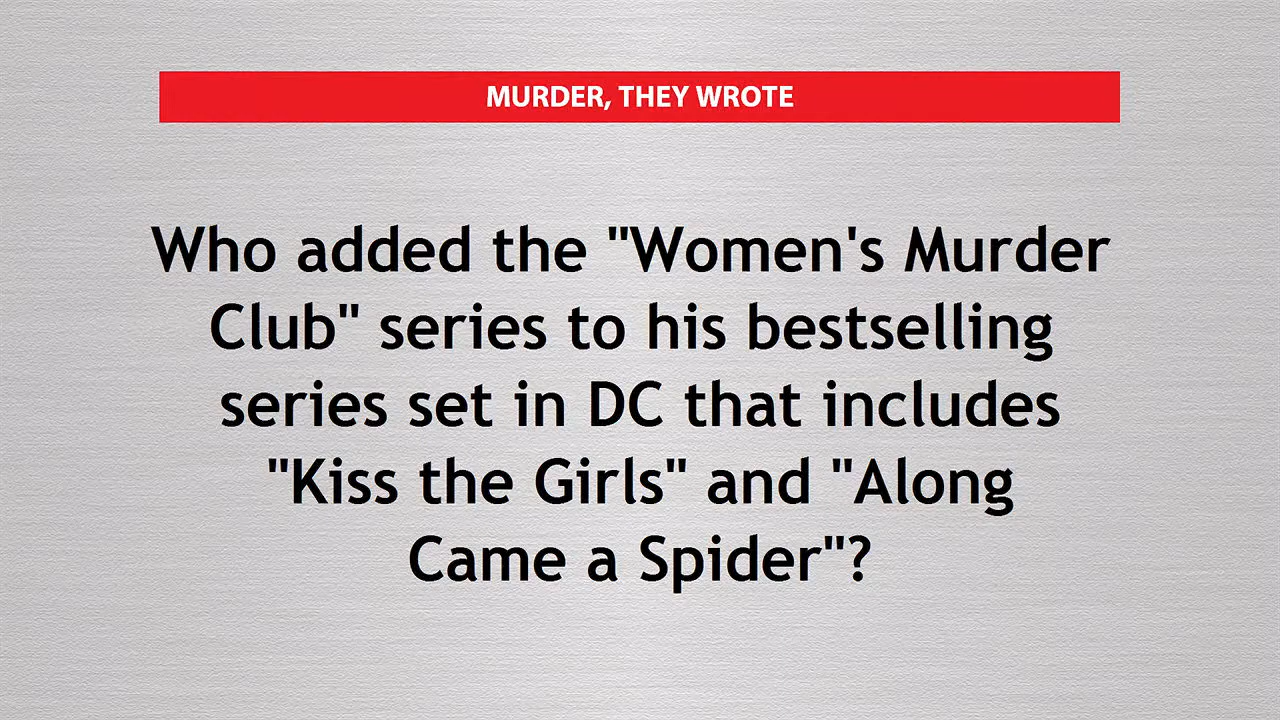 MURDER, THEY WROTE
Who added the "Women's Murder
Club" series to his bestselling
series set in DC that includes
"Kiss the Girls" and "Along
Came a Spider"?